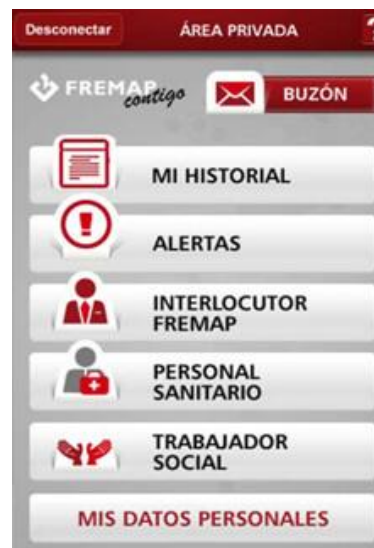 Desconectar ÁREA PRIVADA ?
FREMAP
contigo
BUZÓN
MI HISTORIAL
ALERTAS
INTERLOCUTOR
FREMAP
PERSONAL
SANITARIO
TRABAJADOR
SOCIAL
MIS DATOS PERSONALES